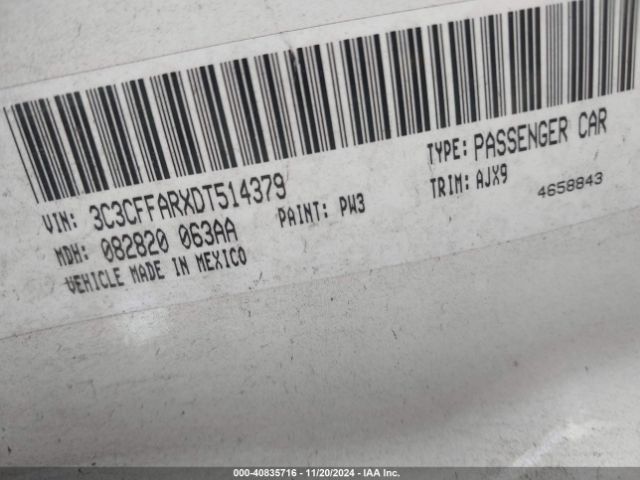 VIN: 3C3CFFARXDT514379
TYPE: PASSENGER CAR
MDH: 082820 063AA
PAINT: PW3
TRIM: AJX9
VEHICLE MADE IN MEXICO
4658843
000-40835716 - 11/20/2024 - IAA Inc.